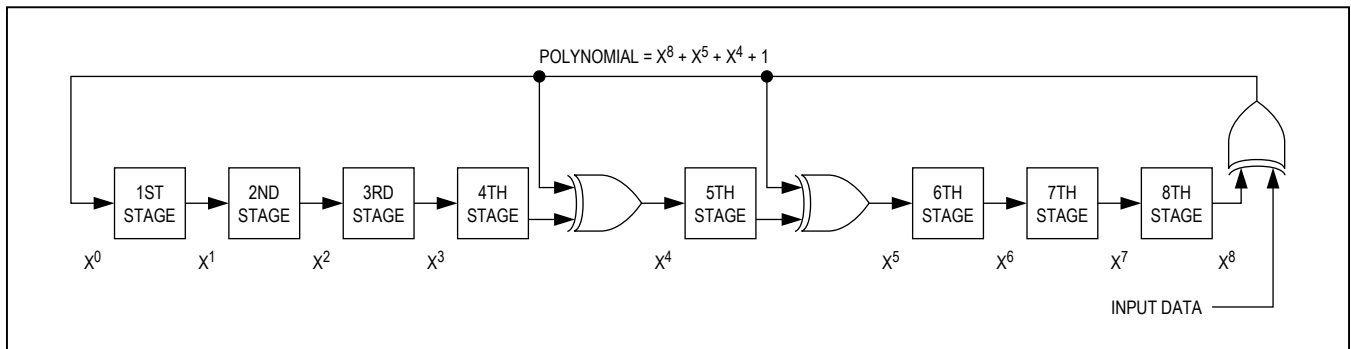 POLYNOMIAL = X⁸ + X⁵ + X⁴ + 1
1ST
STAGE
2ND
STAGE
3RD
STAGE
4TH
STAGE
5TH
STAGE
6TH
STAGE
7TH
STAGE
8TH
STAGE
X⁰
X¹
X²
X³
X⁴
X⁵
X⁶
X⁷
X⁸
INPUT DATA